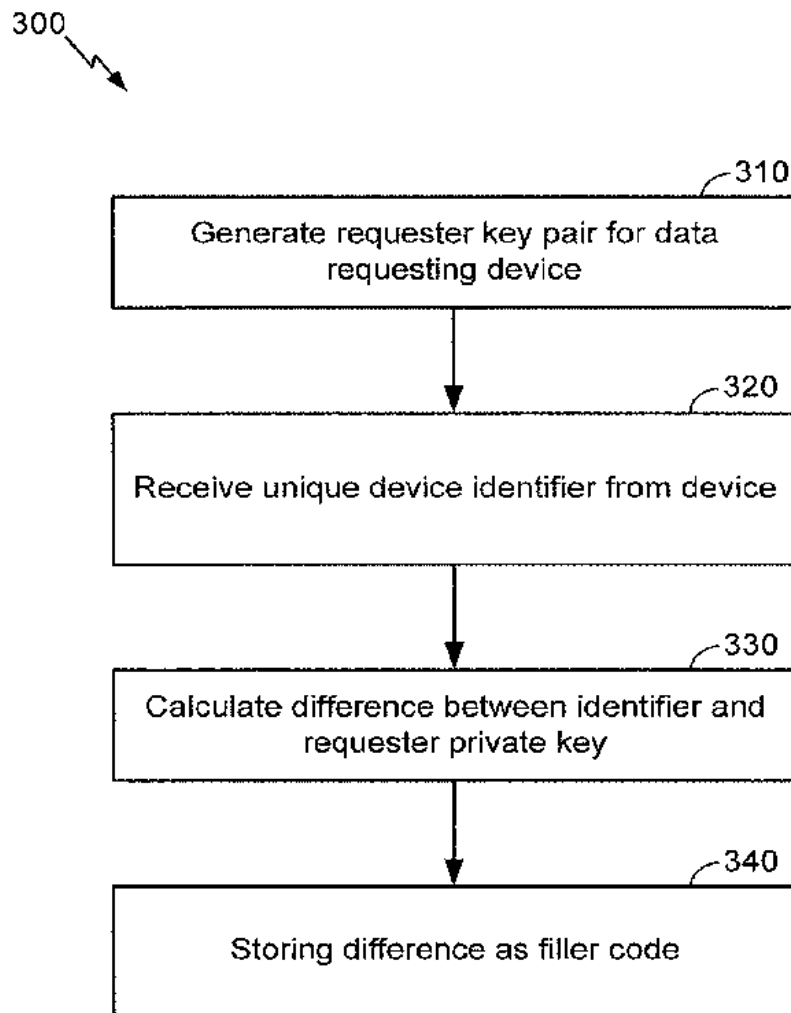 300
310
Generate requester key pair for data
requesting device
320
Receive unique device identifier from device
330
Calculate difference between identifier and
requester private key
340
Storing difference as filler code